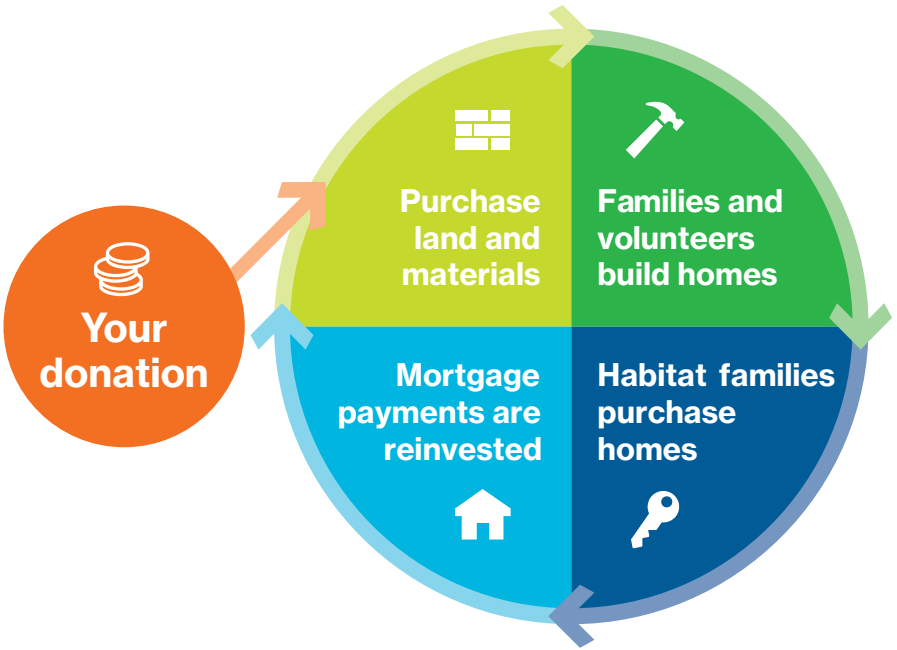 Your
donation
Purchase
land and
materials
Families and
volunteers
build homes
Habitat families
purchase
homes
Mortgage
payments are
reinvested